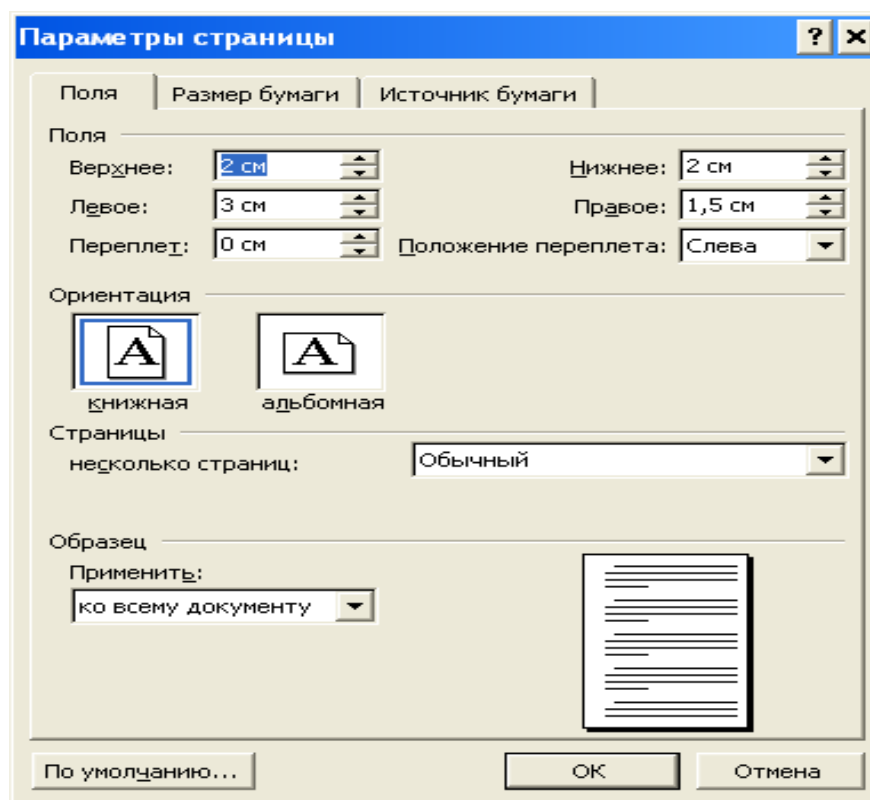 Параметры страницы
Поля Размер бумаги Источник бумаги
Поля
Верхнее: 2 см Нижнее: 2 см
Левое: 3 см Правое: 1,5 см
Переплет: 0 см Положение переплета: Слева
Ориентация
A A
книжная альбомная
Страницы
несколько страниц: Обычный
Образец
Применить:
ко всему документу
По умолчанию... ОК Отмена